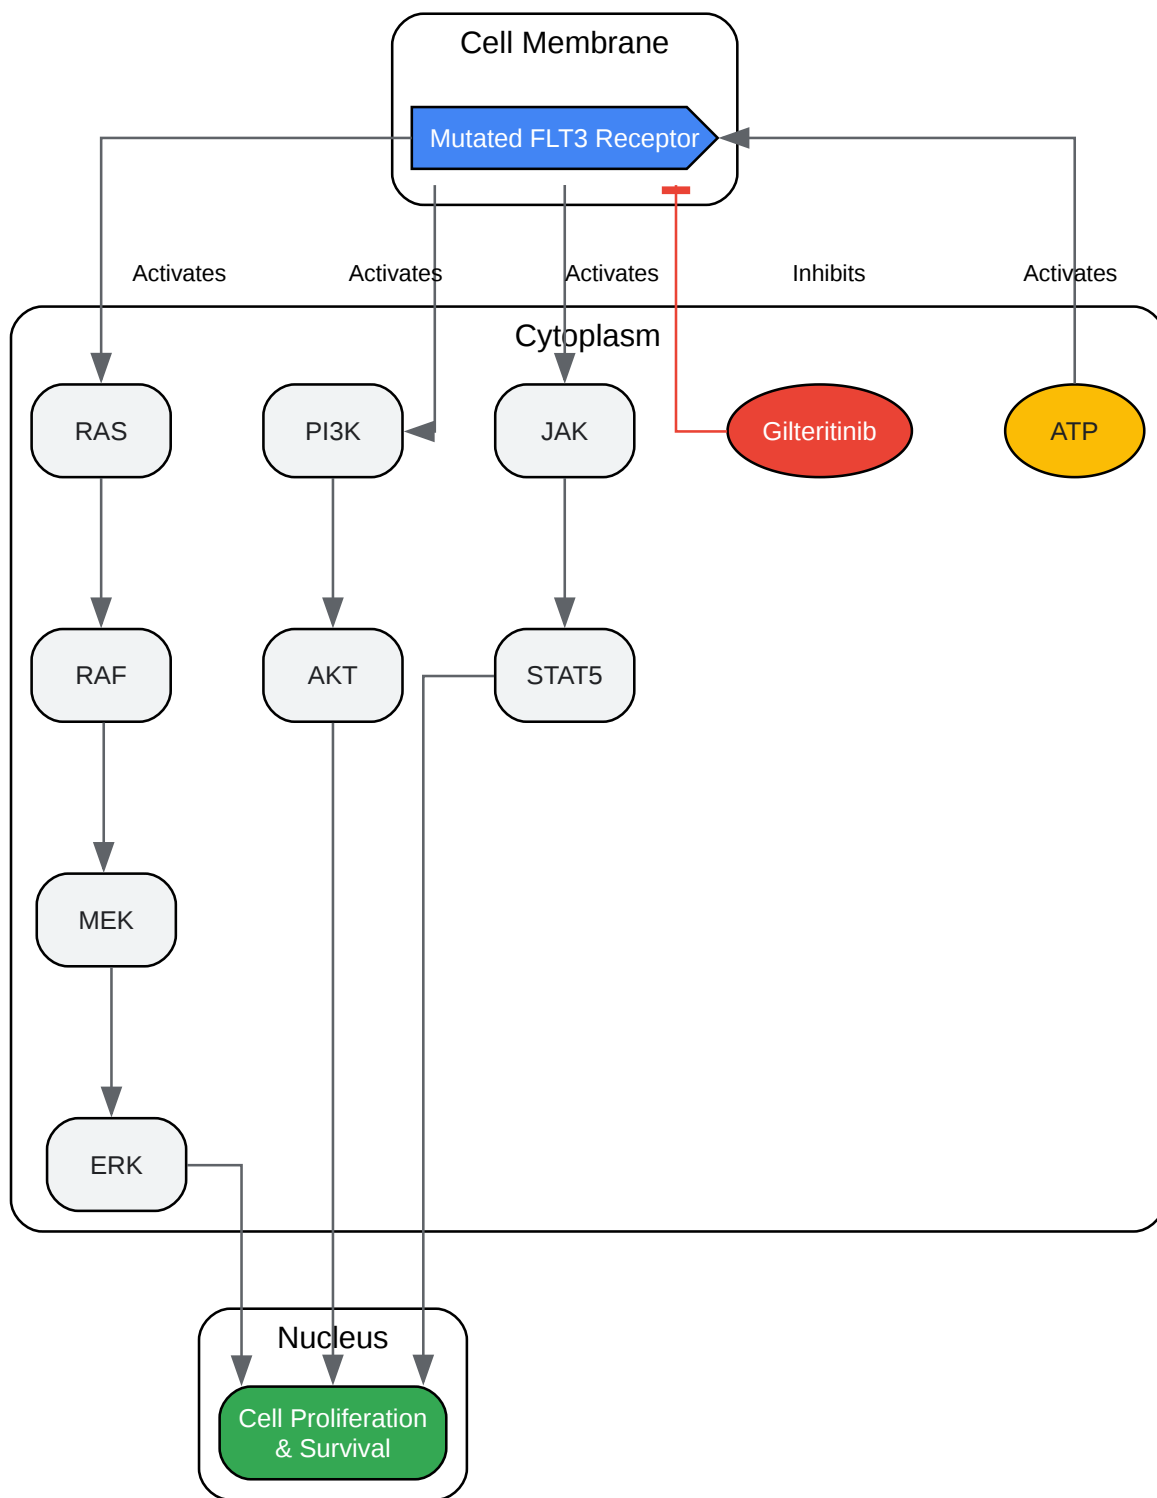 Cell Membrane
Mutated FLT3 Receptor
Activates
Activates
Activates
Inhibits
Activates
Cytoplasm
RAS
PI3K
JAK
Gilteritinib
ATP
RAF
AKT
STAT5
MEK
ERK
Nucleus
Cell Proliferation
& Survival